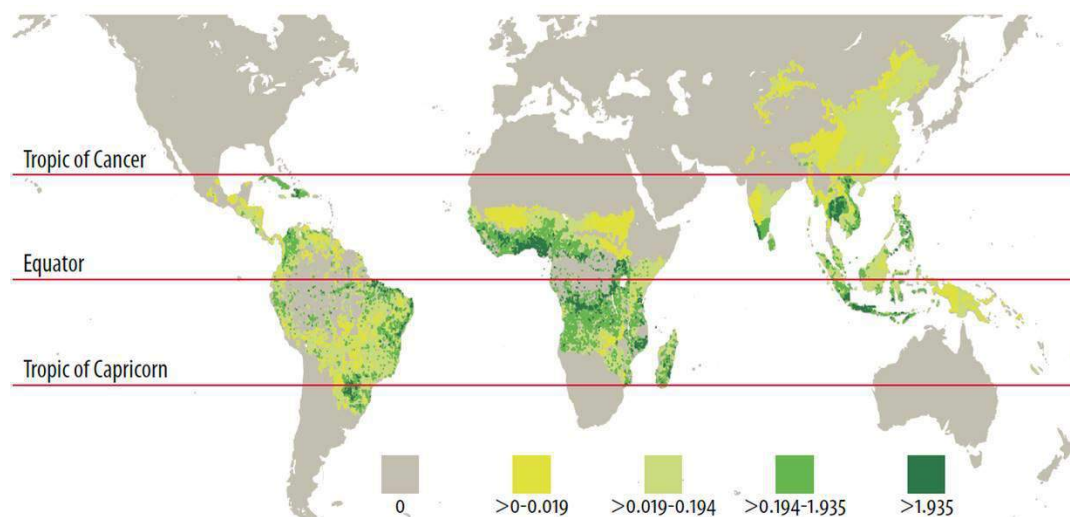 Tropic of Cancer
Equator
Tropic of Capricorn
0
>0-0.019
>0.019-0.194
>0.194-1.935
>1.935